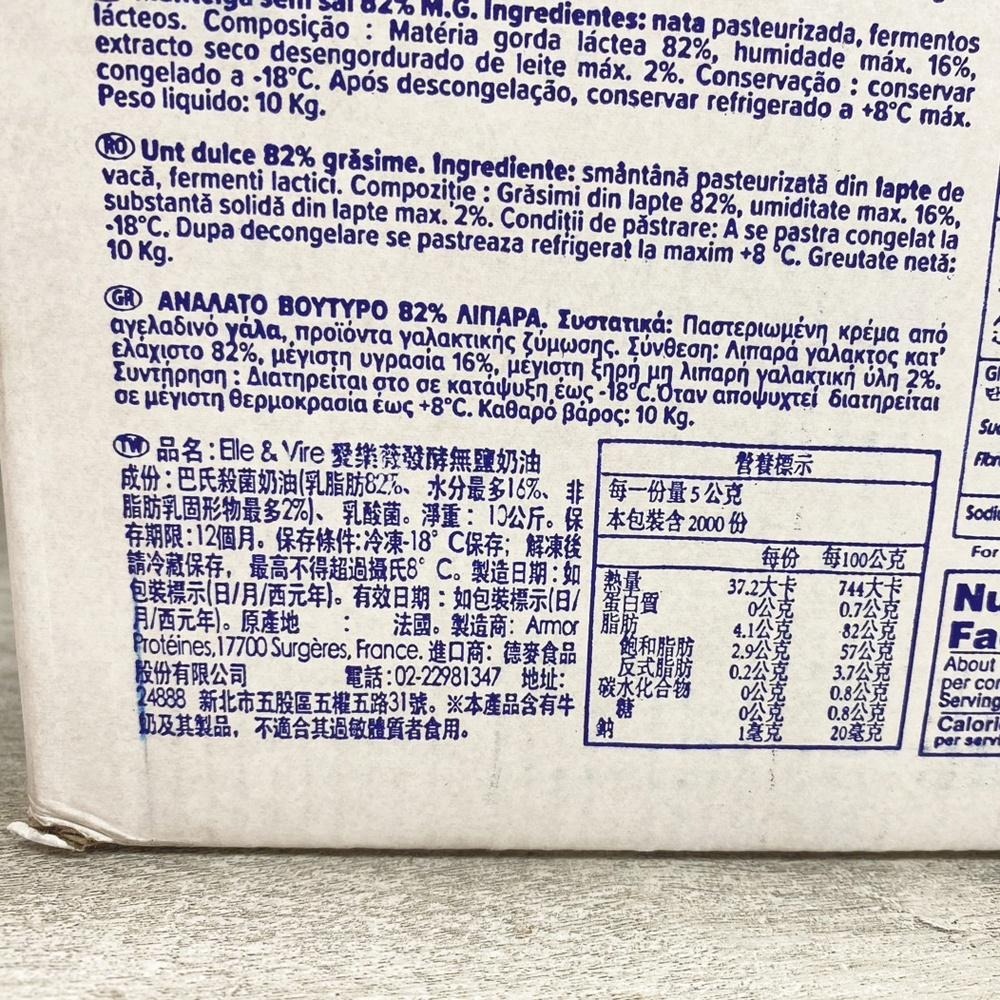 sem sal 82% M.G. Ingredientes: nata pasteurizada, fermentos
lácteos. Composição : Matéria gorda láctea 82%, humidade máx. 16%,
extracto seco desengordurado de leite máx. 2%. Conservação : conservar
congelado a -18°C. Após descongelação, conservar refrigerado a +8°C máx.
Peso liquido: 10 Kg.
RO Unt dulce 82% grăsime. Ingrediente: smântână pasteurizată din lapte de
vacă, fermenti lactici. Compoziție : Grăsimi din lapte 82%, umiditate max. 16%,
substantă solidă din lapte max. 2%. Condiții de păstrare: A se pastra congelat la
-18°C. Dupa decongelare se pastreaza refrigerat la maxim +8 °C. Greutate netă:
10 Kg.
GR ΑΝΑΛΑΤΟ ΒΟΥΤΥΡΟ 82% ΛΙΠΑΡΑ. Συστατικά: Παστεριωμένη κρέμα από
αγελαδινό γάλα, προϊόντα γαλακτικής ζύμωσης. Σύνθεση: Λιπαρά γάλακτος κατ'
ελάχιστο 82%, μέγιστη υγρασία 16%, μέγιστη ξηρή μη λιπαρή γαλακτική ύλη 2%.
Συντήρηση : Διατηρείται στο σε κατάψυξη έως -18°C.Όταν αποψυχτεί διατηρείται
σε μέγιστη θερμοκρασία έως +8°C. Καθαρό βάρος: 10 Kg.
TW 品名:Elle & Vire 愛樂薇發酵無鹽奶油
成份:巴氏殺菌奶油(乳脂肪82%、水分最多16%、非
脂肪乳固形物最多2%)、乳酸菌。淨重:10公斤。保
存期限:12個月。保存條件:冷凍-18° C保存;解凍後
請冷藏保存,最高不得超過攝氏8° C。製造日期:如
包裝標示(日/月/西元年)。有效日期:如包裝標示(日/
月/西元年)。原產地 : 法國。製造商: Armor
Protéines,17700 Surgères, France. 進口商:德麥食品
股份有限公司 電話:02-22981347 地址:
24888 新北市五股區五權五路31號。※本產品含有牛
奶及其製品,不適合其過敏體質者食用。
營養標示
每一份量5公克
本包裝含 2000 份
每份 每100公克
熱量 37.2大卡 744大卡
蛋白質 0公克 0.7公克
脂肪 4.1公克 82公克
飽和脂肪 2.9公克 57公克
反式脂肪 0.2公克 3.7公克
碳水化合物 0公克 0.8公克
糖 0公克 0.8公克
鈉 1毫克 20毫克
Sodi
For
Nu
Fa
About
per con
Serving
Calori
per servi